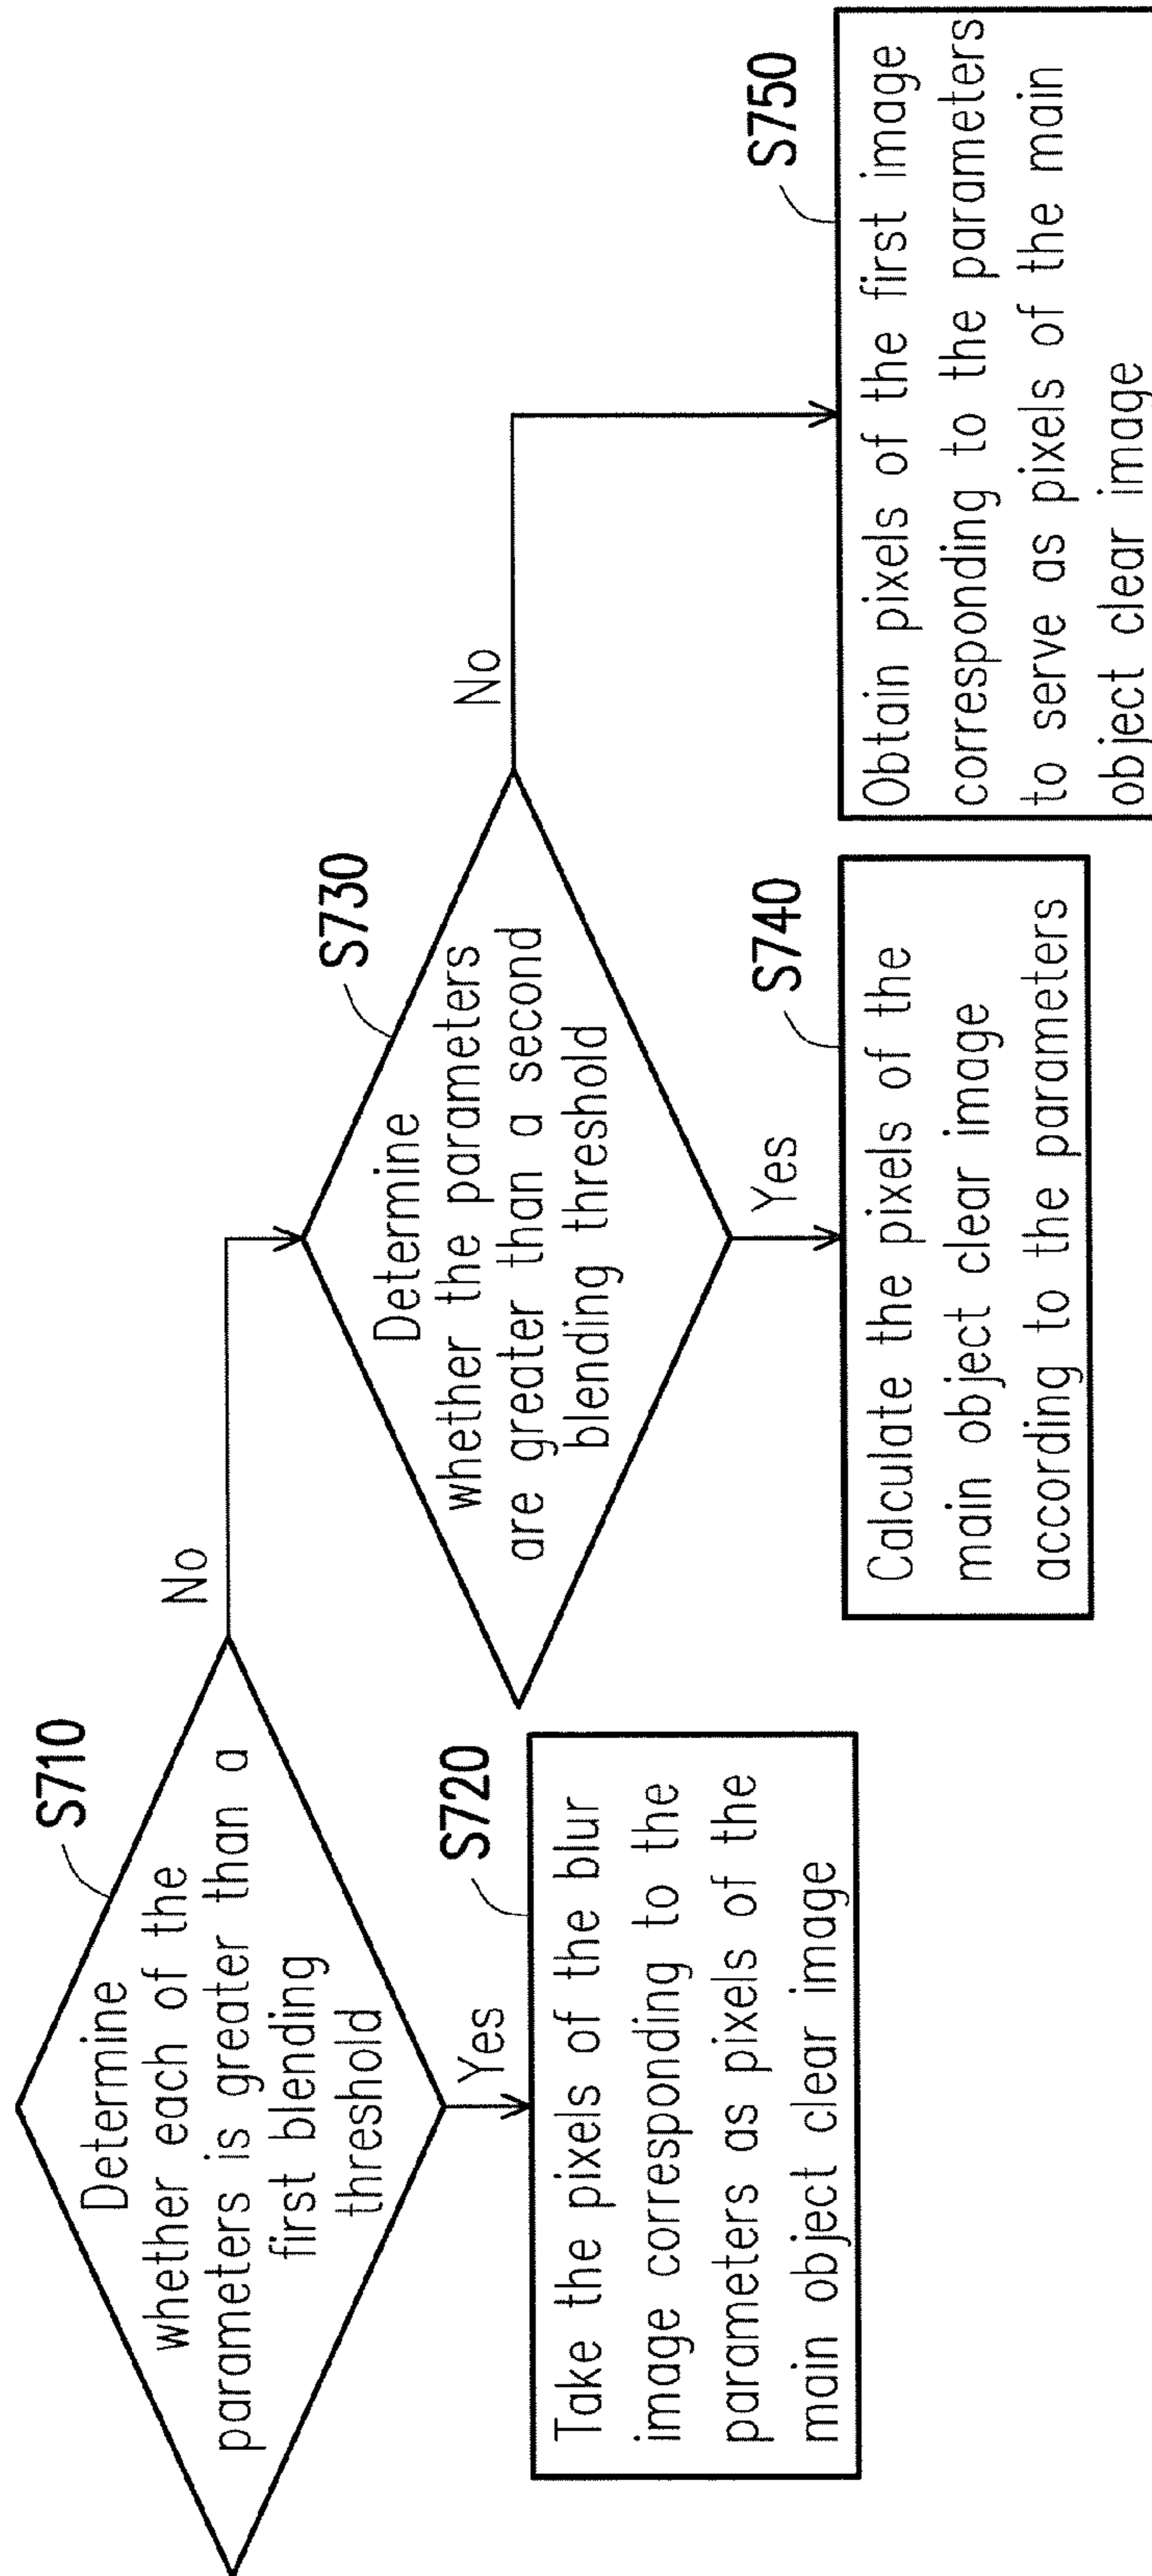 S710
Determine
whether each of the
parameters is greater than a
first blending
threshold
No
Yes
S720
Take the pixels of the blur
image corresponding to the
parameters as pixels of the
main object clear image
S730
Determine
whether the parameters
are greater than a second
blending threshold
No
Yes
S740
Calculate the pixels of the
main object clear image
according to the parameters
S750
Obtain pixels of the first image
corresponding to the parameters
to serve as pixels of the main
object clear image